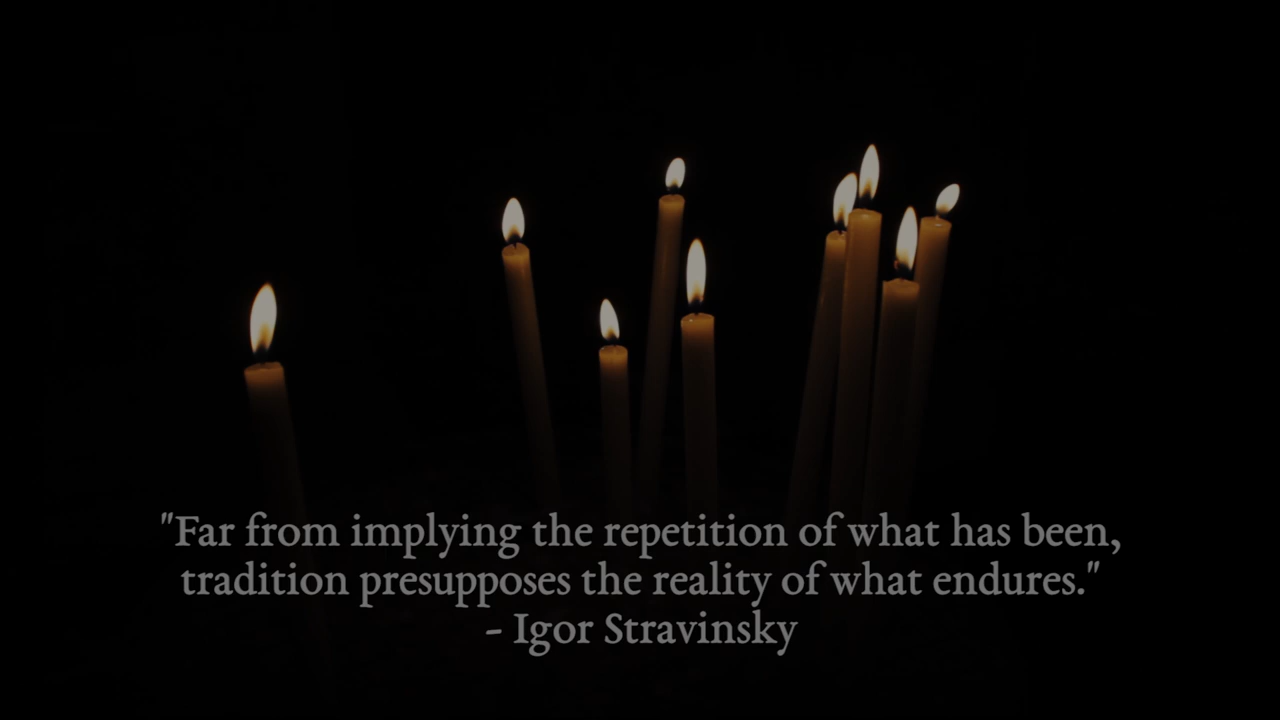 "Far from implying the repetition of what has been,
tradition presupposes the reality of what endures."
- Igor Stravinsky